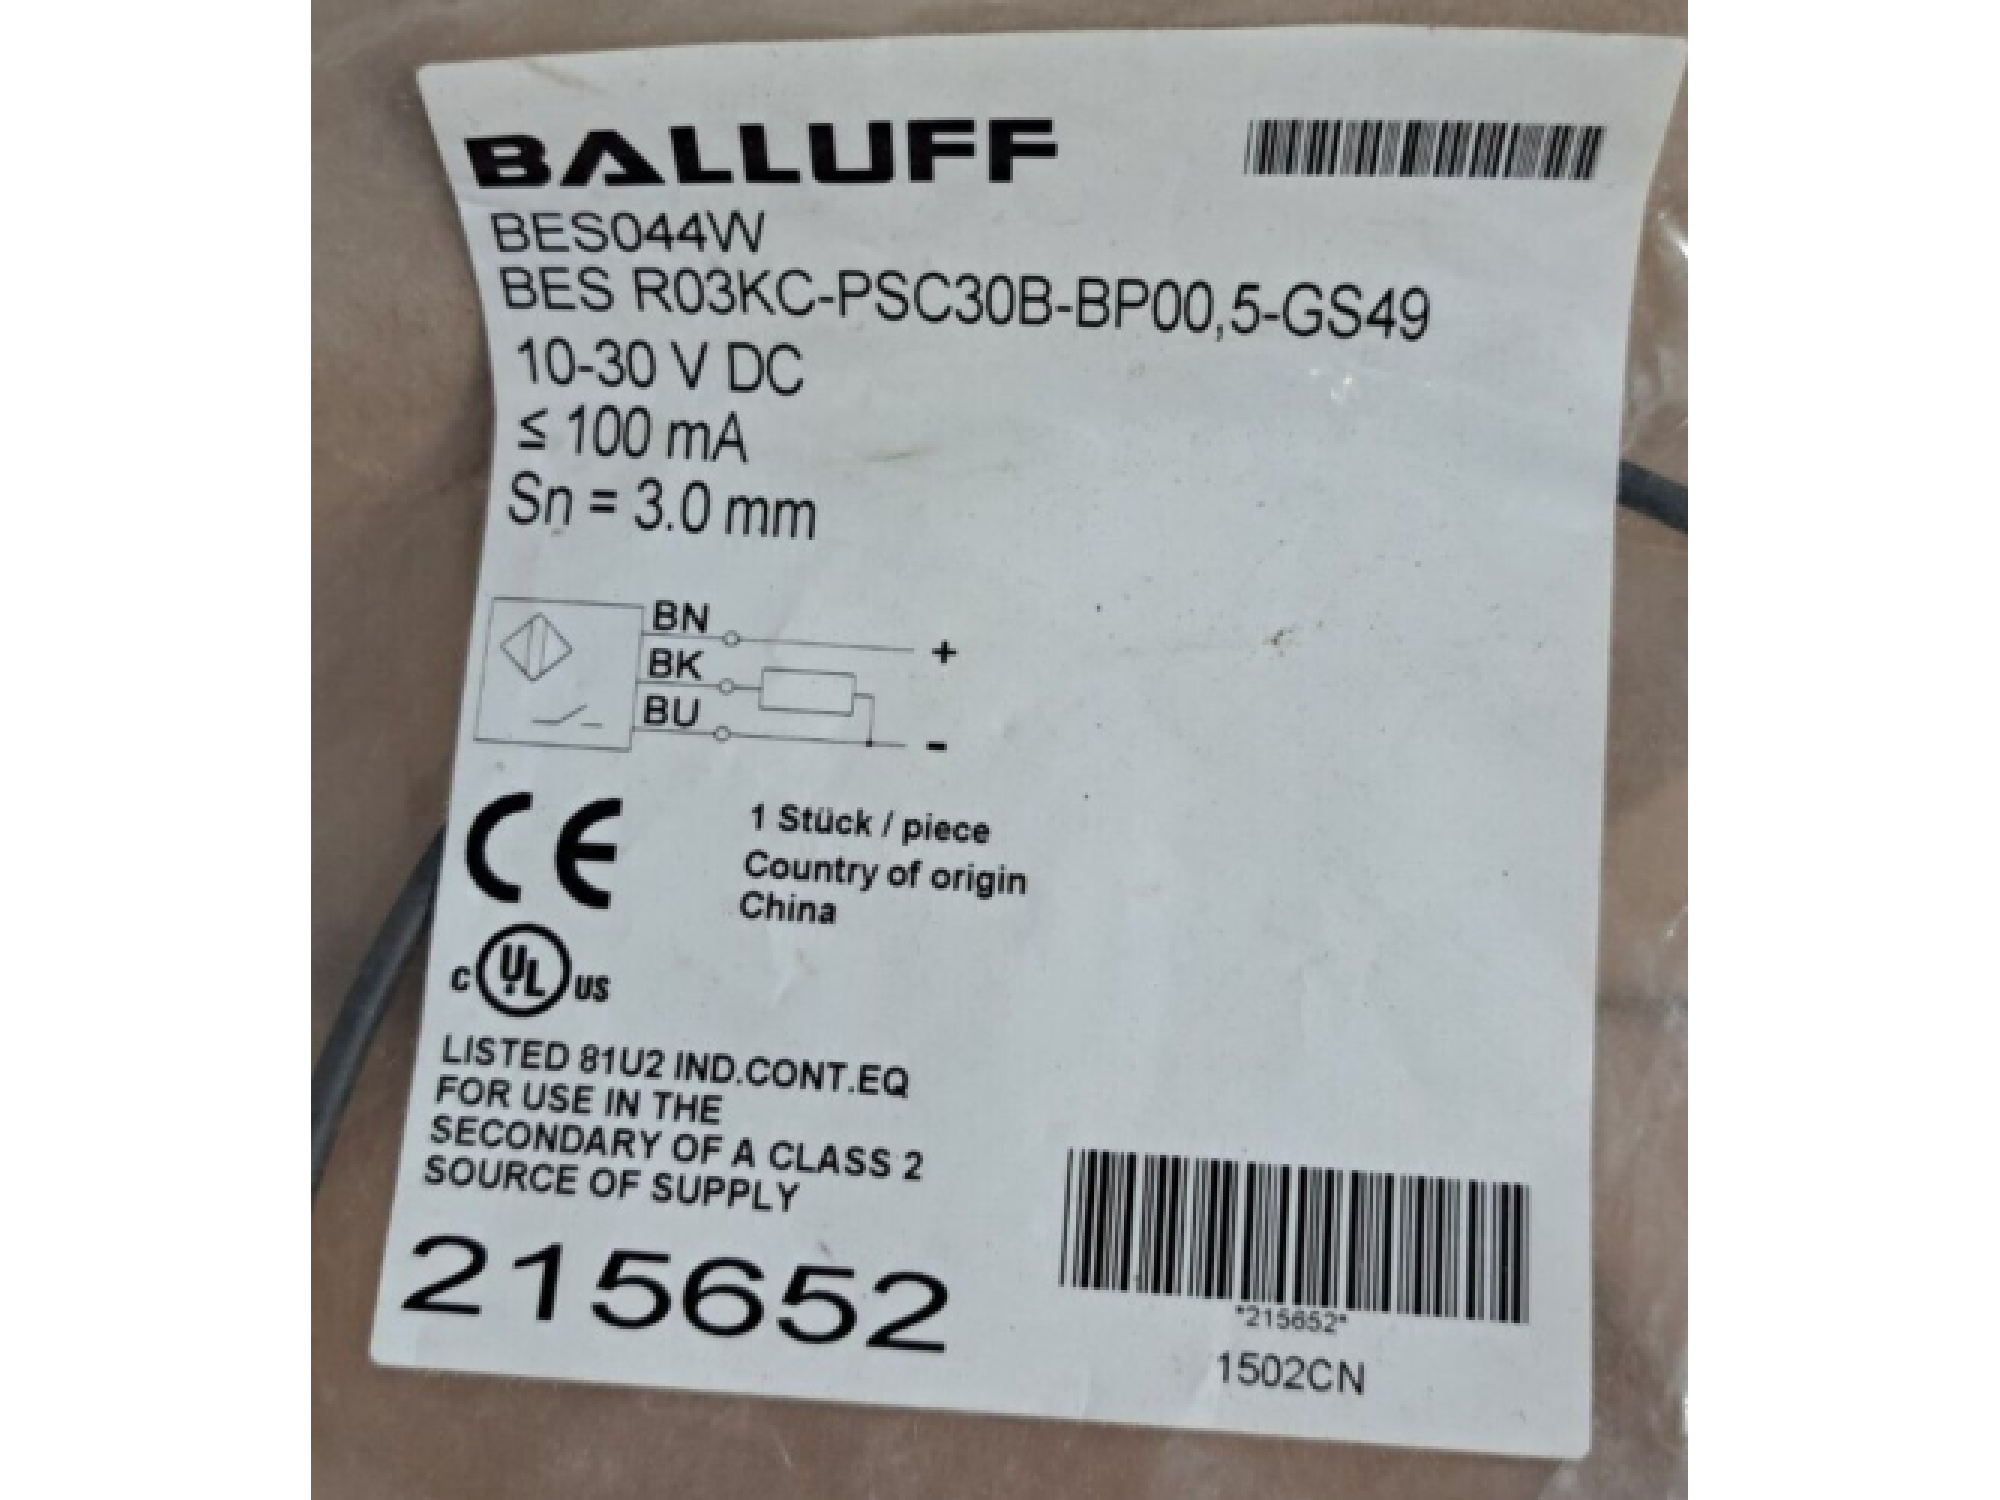 BALLUFF
BES044W
BES R03KC-PSC30B-BP00,5-GS49
10-30 V DC
≤ 100 mA
Sn = 3.0 mm
BN
+
BK
BU
-
CE
1 Stück / piece
Country of origin
China
c UL us
LISTED 81U2 IND.CONT.EQ
FOR USE IN THE
SECONDARY OF A CLASS 2
SOURCE OF SUPPLY
215652
*215652*
1502CN